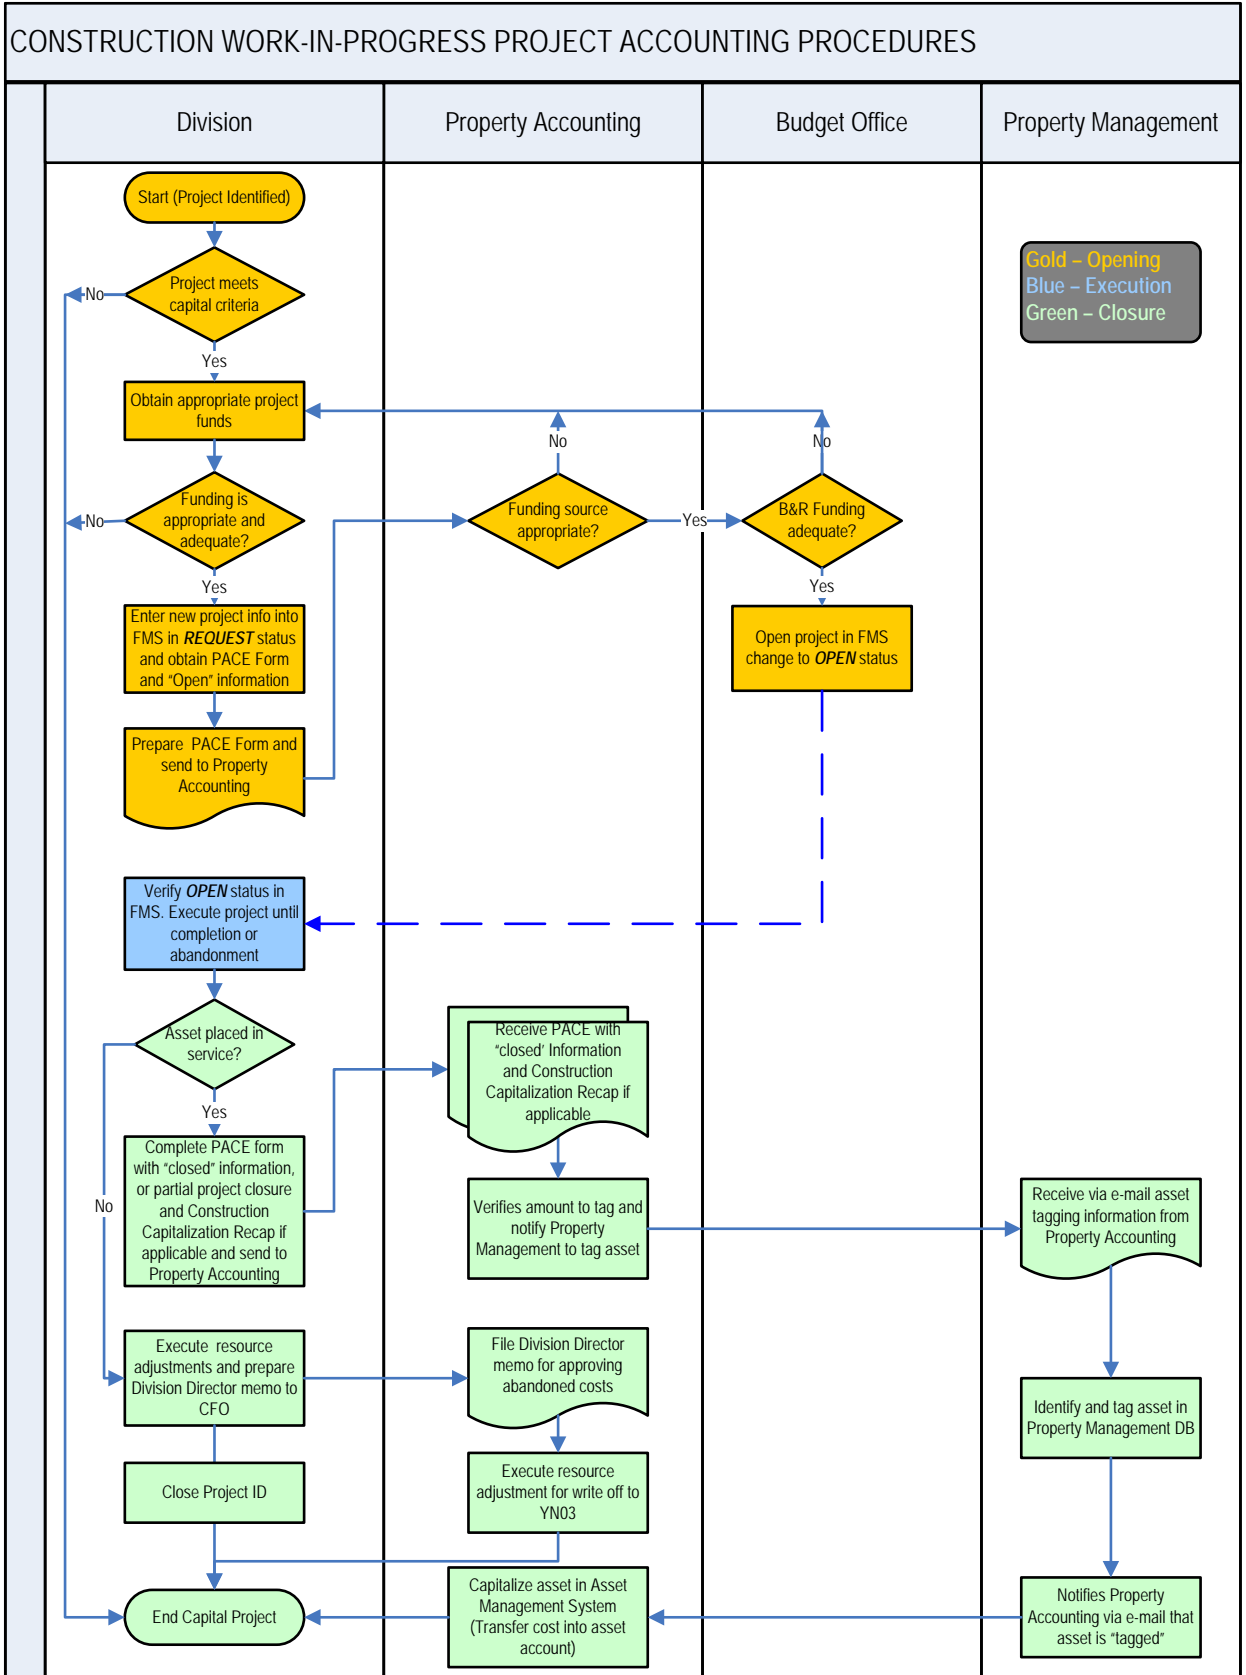 CONSTRUCTION WORK-IN-PROGRESS PROJECT ACCOUNTING PROCEDURES
Division
Property Accounting
Budget Office
Property Management
Start (Project Identified)
Project meets
capital criteria
No
Yes
Gold – Opening
Blue – Execution
Green – Closure
Obtain appropriate project
funds
No
No
Funding is
appropriate and
adequate?
No
Funding source
appropriate?
Yes
B&R Funding
adequate?
Yes
Yes
Enter new project info into
FMS in REQUEST status
and obtain PACE Form
and “Open” information
Open project in FMS
change to OPEN status
Prepare  PACE Form and
send to Property
Accounting
Verify OPEN status in
FMS. Execute project until
completion or
abandonment
Asset placed in
service?
Yes
No
Receive PACE with
“closed’ Information
and Construction
Capitalization Recap if
applicable
Complete PACE form
with “closed” information,
or partial project closure
and Construction
Capitalization Recap if
applicable and send to
Property Accounting
Verifies amount to tag and
notify Property
Management to tag asset
Receive via e-mail asset
tagging information from
Property Accounting
Execute  resource
adjustments and prepare
Division Director memo to
CFO
File Division Director
memo for approving
abandoned costs
Identify and tag asset in
Property Management DB
Close Project ID
Execute resource
adjustment for write off to
YN03
End Capital Project
Capitalize asset in Asset
Management System
(Transfer cost into asset
account)
Notifies Property
Accounting via e-mail that
asset is “tagged”